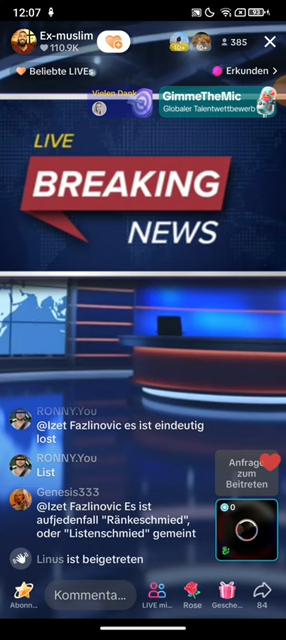 12:07
Ex-muslim
110.9K
10+
10+
385
Beliebte LIVEs
Erkunden
Vielen Dank
GimmeTheMic
Globaler Talentwettbewerb
LIVE
BREAKING
NEWS
RONNY.You
@Izet Fazlinovic es ist eindeutig
lost
RONNY.You
List
Genesis333
@Izet Fazlinovic Es ist
aufjedenfall "Ränkeschmied",
oder "Listenschmied" gemeint
Linus ist beigetreten
Anfrage
zum
Beitreten
0
Abonn...
Kommenta...
LIVE mi...
Rose
Gesche...
84